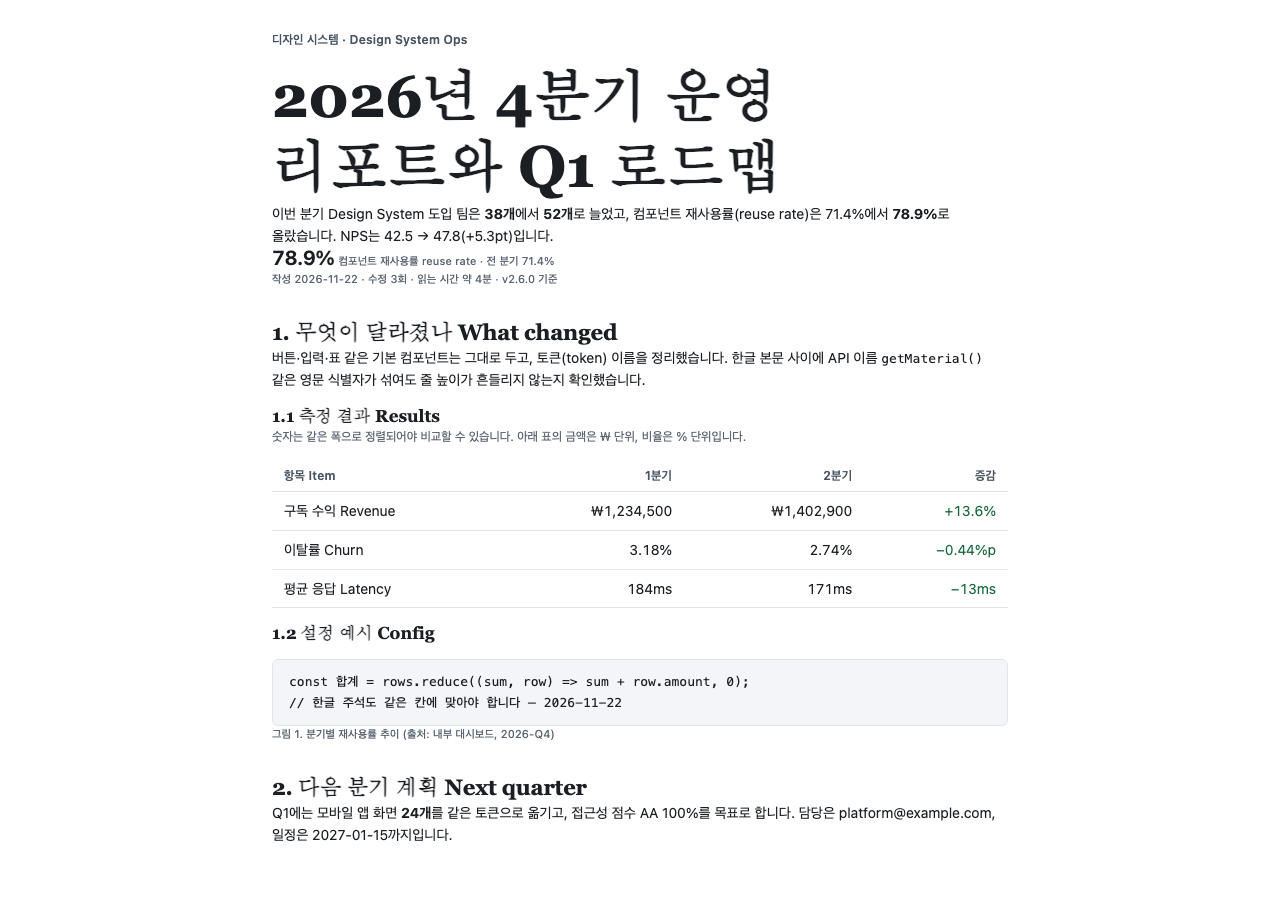 디자인 시스템 · Design System Ops
2026년 4분기 운영
리포트와 Q1 로드맵
이번 분기 Design System 도입 팀은 38개에서 52개로 늘었고, 컴포넌트 재사용률(reuse rate)은 71.4%에서 78.9%로
올랐습니다. NPS는 42.5 → 47.8(+5.3pt)입니다.
78.9% 컴포넌트 재사용률 reuse rate · 전 분기 71.4%
작성 2026-11-22 · 수정 3회 · 읽는 시간 약 4분 · v2.6.0 기준
1. 무엇이 달라졌나 What changed
버튼·입력·표 같은 기본 컴포넌트는 그대로 두고, 토큰(token) 이름을 정리했습니다. 한글 본문 사이에 API 이름 getMaterial()
같은 영문 식별자가 섞여도 줄 높이가 흔들리지 않는지 확인했습니다.
1.1 측정 결과 Results
숫자는 같은 폭으로 정렬되어야 비교할 수 있습니다. 아래 표의 금액은 ₩ 단위, 비율은 % 단위입니다.
항목 Item 1분기 2분기 증감
구독 수익 Revenue ₩1,234,500 ₩1,402,900 +13.6%
이탈률 Churn 3.18% 2.74% −0.44%p
평균 응답 Latency 184ms 171ms −13ms
1.2 설정 예시 Config
const 합계 = rows.reduce((sum, row) => sum + row.amount, 0);
// 한글 주석도 같은 칸에 맞아야 합니다 — 2026-11-22
그림 1. 분기별 재사용률 추이 (출처: 내부 대시보드, 2026-Q4)
2. 다음 분기 계획 Next quarter
Q1에는 모바일 앱 화면 24개를 같은 토큰으로 옮기고, 접근성 점수 AA 100%를 목표로 합니다. 담당은 platform@example.com,
일정은 2027-01-15까지입니다.